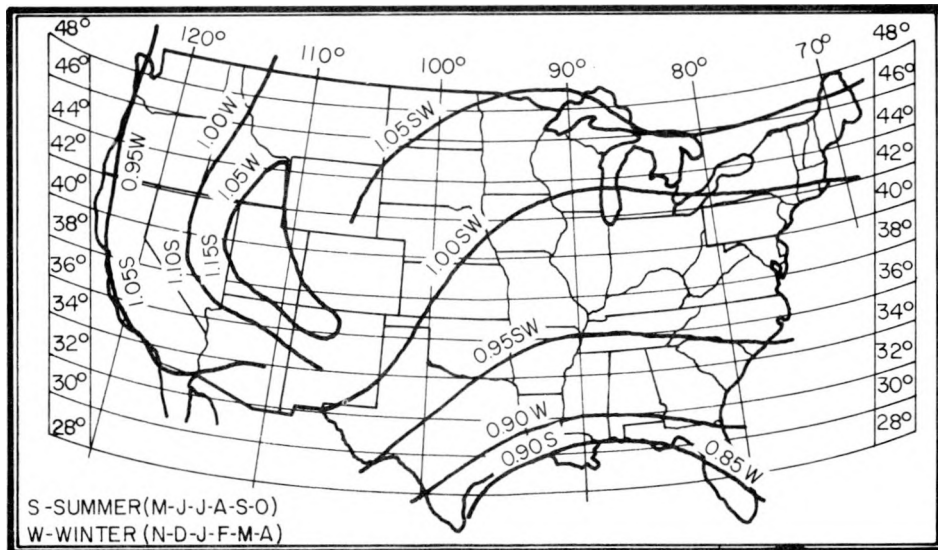 48° 120° 110° 100° 90° 80° 70° 48°
46° 46°
44° 44°
42° 42°
40° 40°
38° 38°
36° 36°
34° 34°
32° 32°
30° 30°
28° 28°
0.95W
1.00W
1.05W
1.05SW
1.00SW
1.05S
1.10S
1.15S
0.95SW
0.90W
0.90S
0.85W
S-SUMMER(M-J-J-A-S-O)
W-WINTER(N-D-J-F-M-A)